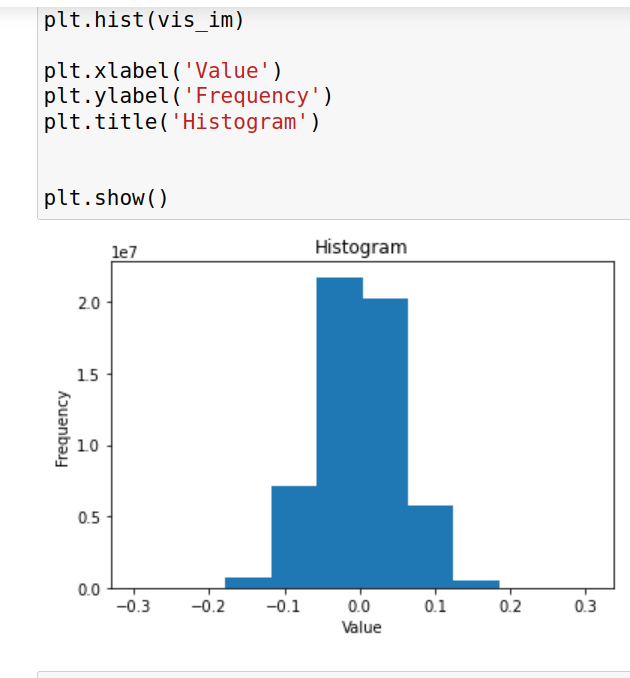 plt.hist(vis_im)
plt.xlabel('Value')
plt.ylabel('Frequency')
plt.title('Histogram')
plt.show()
Histogram
1e7
2.0
1.5
1.0
0.5
0.0
Frequency
−0.3 −0.2 −0.1 0.0 0.1 0.2 0.3
Value